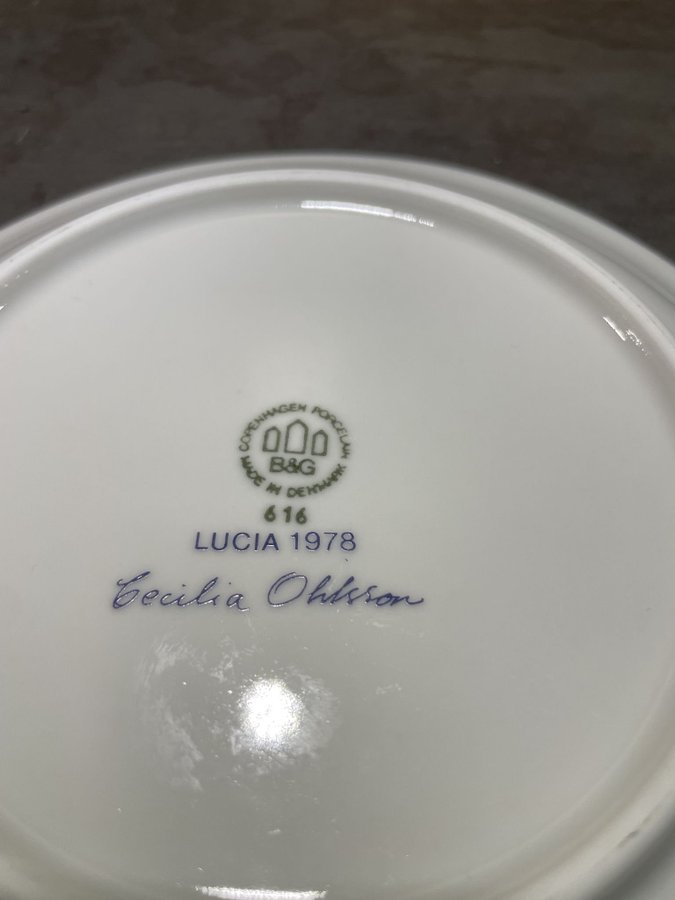 COPENHAGEN PORCELAIN
B&G
MADE IN DENMARK
616
LUCIA 1978
Cecilia Ohlsson